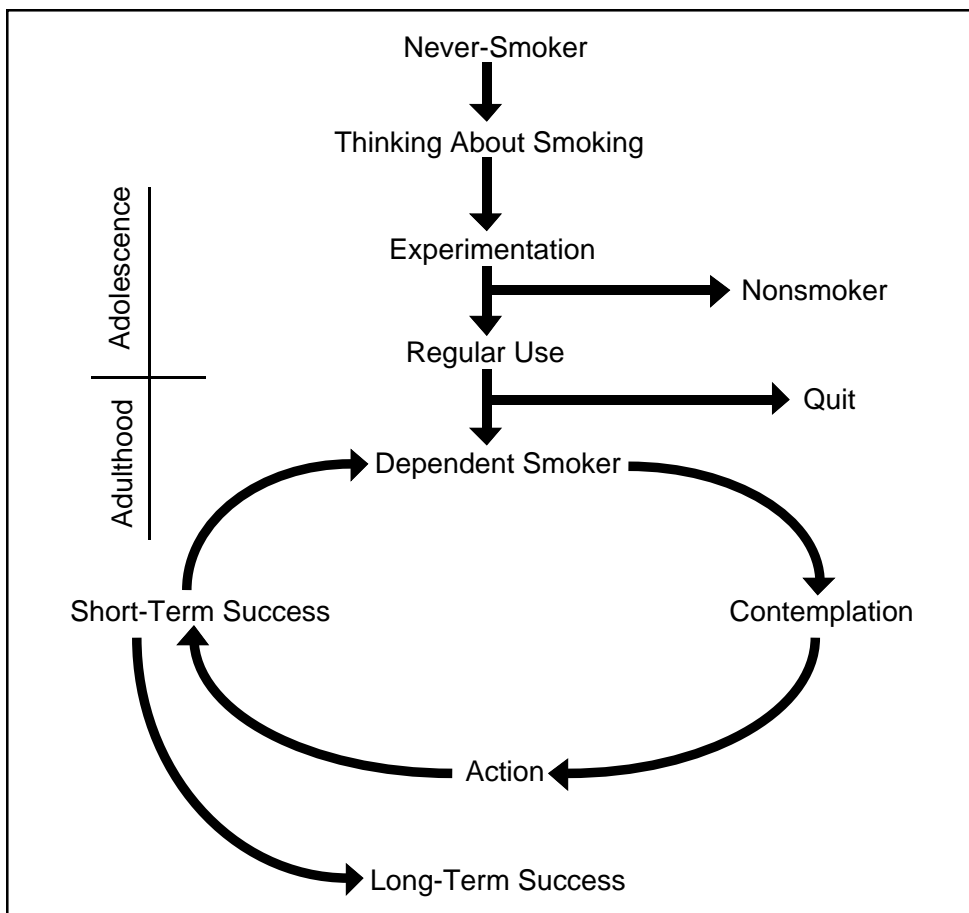 Never-Smoker
Thinking About Smoking
Adolescence
Experimentation
Nonsmoker
Regular Use
Quit
Adulthood
Dependent Smoker
Short-Term Success
Contemplation
Action
Long-Term Success